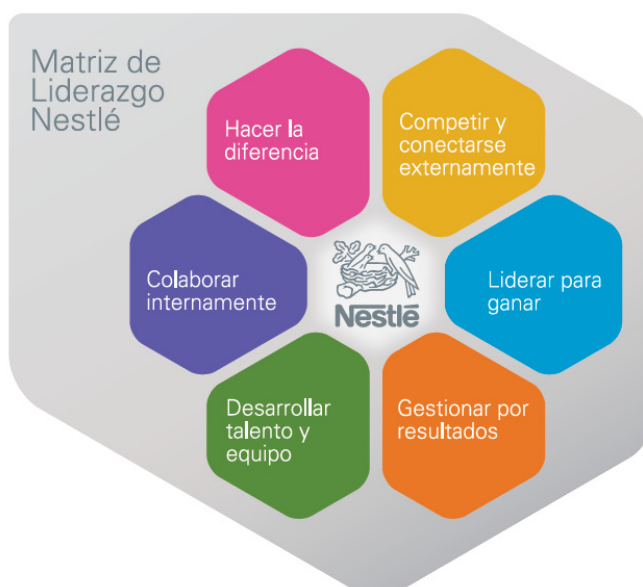 Matriz de
Liderazgo
Nestlé
Hacer la
diferencia
Competir y
conectarse
externamente
Colaborar
internamente
Nestlé
Liderar para
ganar
Desarrollar
talento y
equipo
Gestionar por
resultados